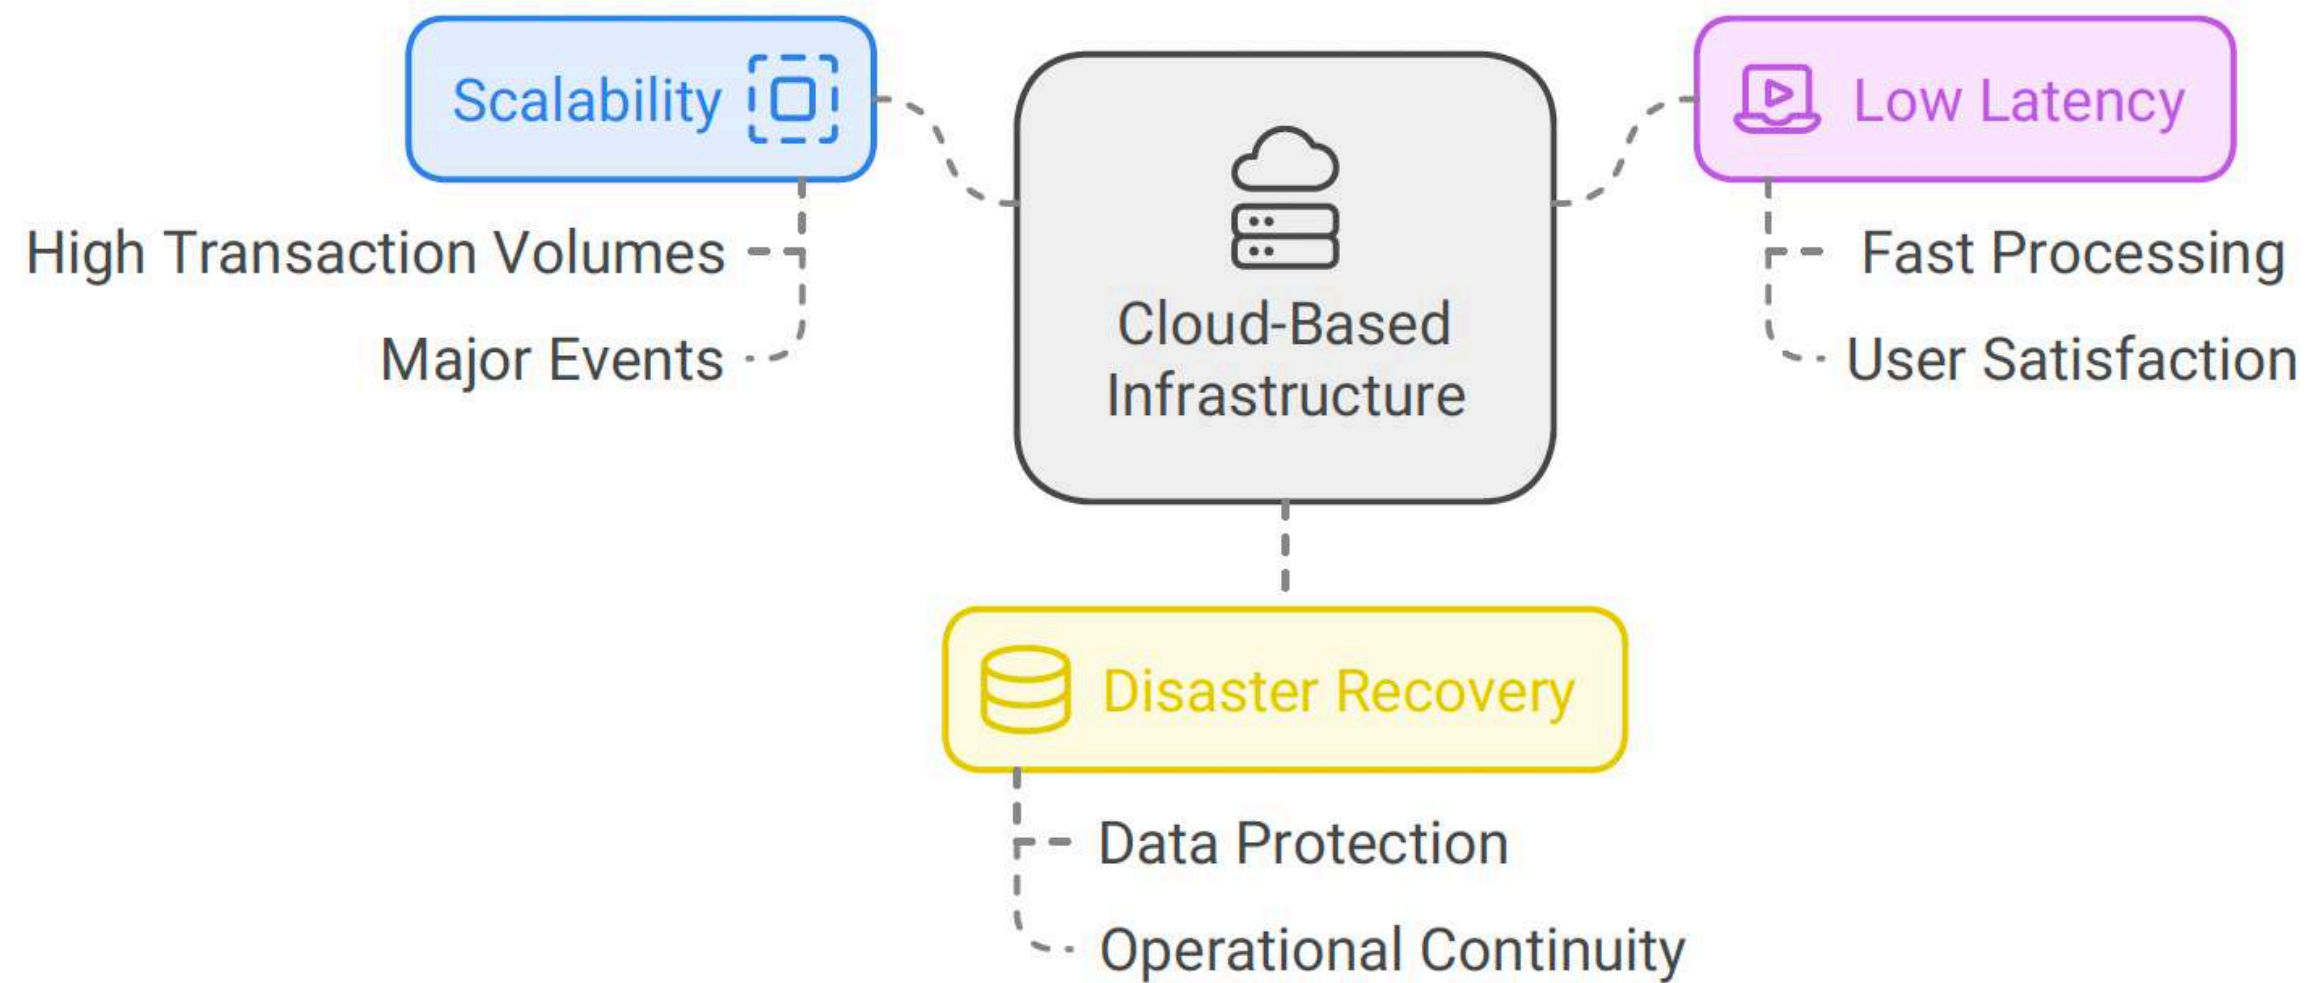 Scalability
High Transaction Volumes
Major Events
Cloud-Based
Infrastructure
Low Latency
Fast Processing
User Satisfaction
Disaster Recovery
Data Protection
Operational Continuity